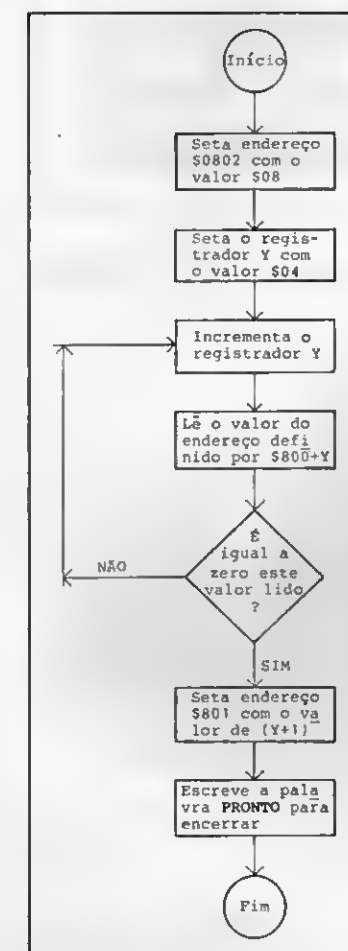 Início
Seta endereço
$0802 com o
valor $08
Seta o regis-
trador Y com
o valor $04
Incrementa o
registrador Y
Lê o valor do
endereço defi
nido por $800+Y
É
igual a
zero este
valor lido
?
NÃO
SIM
Seta endereço
$801 com o va
lor de (Y+1)
Escreve a pala
vra PRONTO para
encerrar
Fim